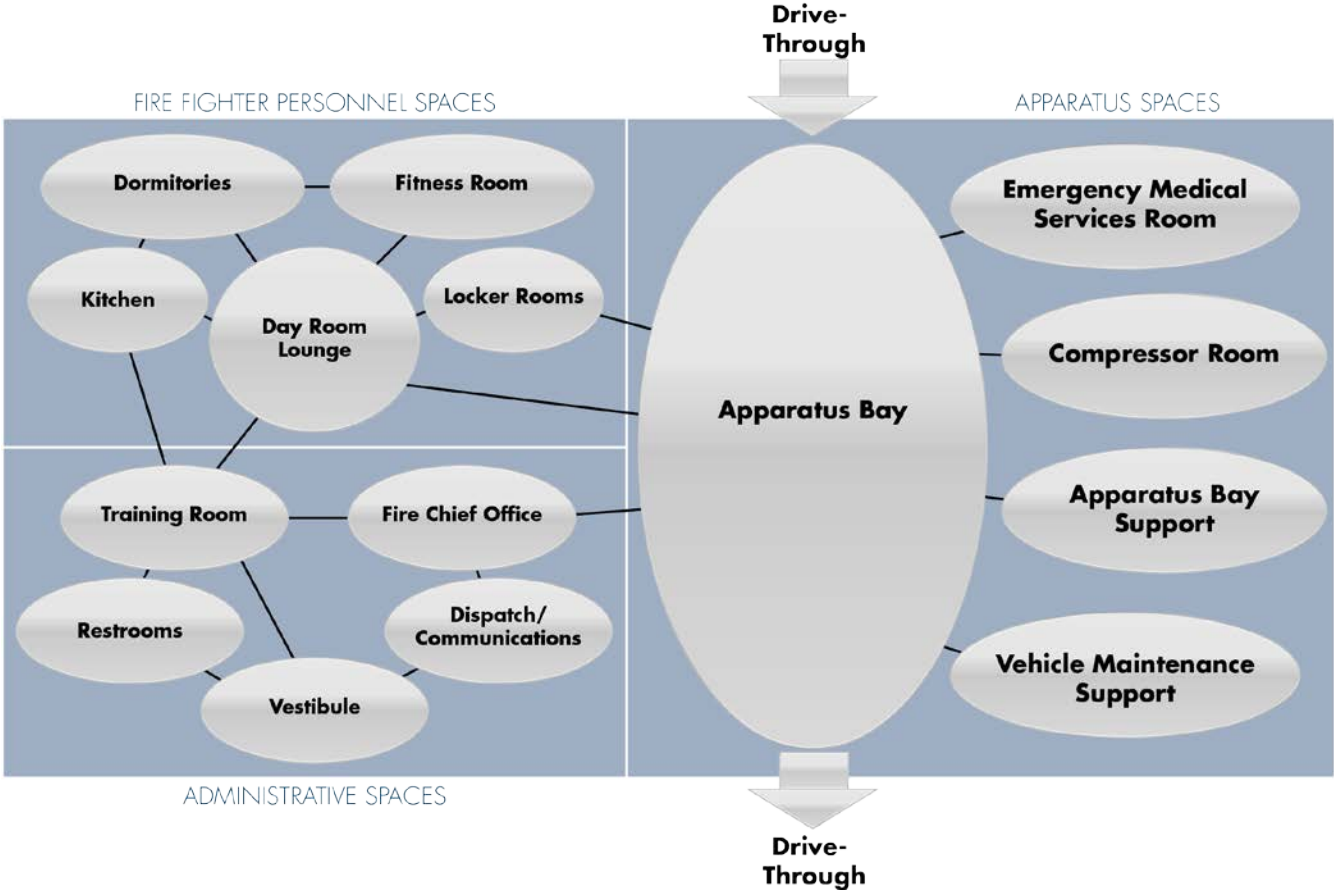 Drive-
Through
FIRE FIGHTER PERSONNEL SPACES
APPARATUS SPACES
Dormitories
Fitness Room
Kitchen
Day Room
Lounge
Locker Rooms
Training Room
Fire Chief Office
Restrooms
Dispatch/
Communications
Vestibule
ADMINISTRATIVE SPACES
Apparatus Bay
Emergency Medical
Services Room
Compressor Room
Apparatus Bay
Support
Vehicle Maintenance
Support
Drive-
Through